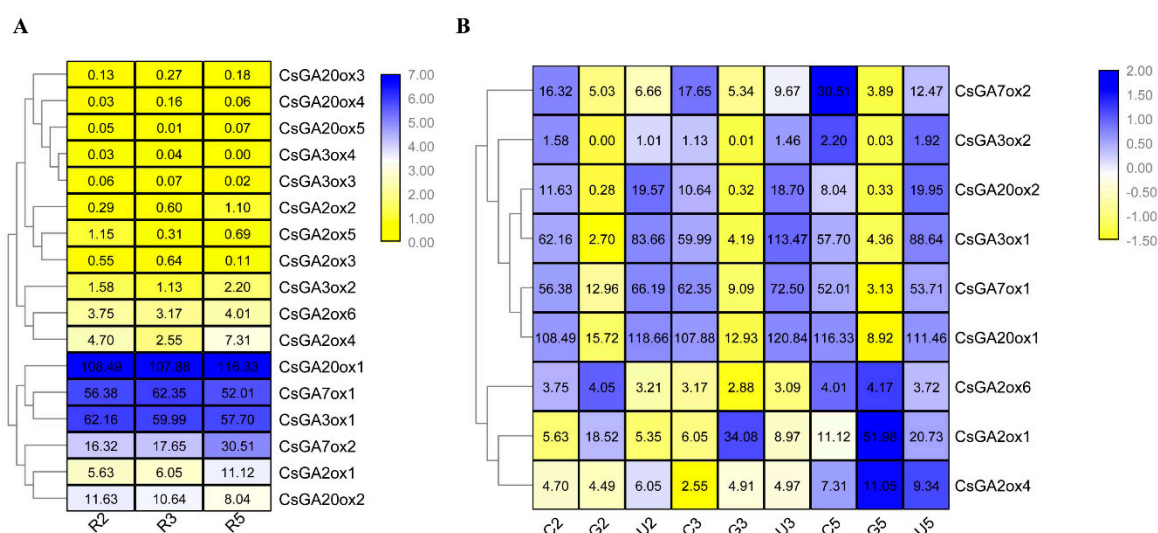 A
B
0.13 0.27 0.18 CsGA20ox3
0.03 0.16 0.06 CsGA20ox4
0.05 0.01 0.07 CsGA20ox5
0.03 0.04 0.00 CsGA3ox4
0.06 0.07 0.02 CsGA3ox3
0.29 0.60 1.10 CsGA2ox2
1.15 0.31 0.69 CsGA2ox5
0.55 0.64 0.11 CsGA2ox3
1.58 1.13 2.20 CsGA3ox2
3.75 3.17 4.01 CsGA2ox6
4.70 2.55 7.31 CsGA2ox4
108.49 107.88 116.33 CsGA20ox1
56.38 62.35 52.01 CsGA7ox1
62.16 59.99 57.70 CsGA3ox1
16.32 17.65 30.51 CsGA7ox2
5.63 6.05 11.12 CsGA2ox1
11.63 10.64 8.04 CsGA20ox2
R2 R3 R5
7.00
6.00
5.00
4.00
3.00
2.00
1.00
0.00
16.32 5.03 6.66 17.65 5.34 9.67 30.51 3.89 12.47 CsGA7ox2
1.58 0.00 1.01 1.13 0.01 1.46 2.20 0.03 1.92 CsGA3ox2
11.63 0.28 19.57 10.64 0.32 18.70 8.04 0.33 19.95 CsGA20ox2
62.16 2.70 83.66 59.99 4.19 113.47 57.70 4.36 88.64 CsGA3ox1
56.38 12.96 66.19 62.35 9.09 72.50 52.01 3.13 53.71 CsGA7ox1
108.49 15.72 118.66 107.88 12.93 120.84 116.33 8.92 111.46 CsGA20ox1
3.75 4.05 3.21 3.17 2.88 3.09 4.01 4.17 3.72 CsGA2ox6
5.63 18.52 5.35 6.05 34.08 8.97 11.12 51.98 20.73 CsGA2ox1
4.70 4.49 6.05 2.55 4.91 4.97 7.31 11.05 9.34 CsGA2ox4
C2 G2 U2 C3 G3 U3 C5 G5 U5
2.00
1.50
1.00
0.50
0.00
-0.50
-1.00
-1.50